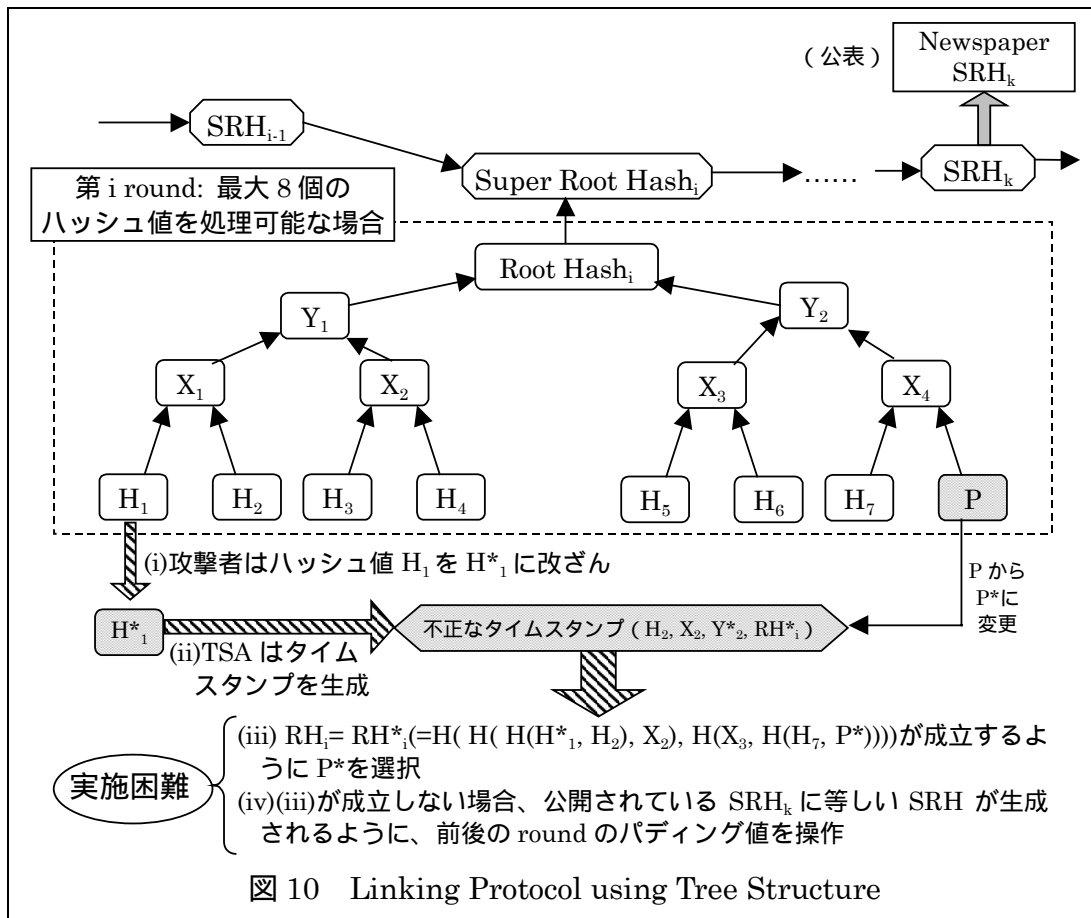 (公表)
Newspaper
SRHₖ
SRHᵢ₋₁
Super Root Hashᵢ
……
SRHₖ
第 i round: 最大 8 個の
ハッシュ値を処理可能な場合
Root Hashᵢ
Y₁
Y₂
X₁
X₂
X₃
X₄
H₁
H₂
H₃
H₄
H₅
H₆
H₇
P
(i)攻撃者はハッシュ値 H₁ を H*₁ に改ざん
P から
P*に
変更
H*₁
不正なタイムスタンプ(H₂, X₂, Y*₂, RH*ᵢ)
(ii)TSA はタイム
スタンプを生成
実施困難
(iii) RHᵢ= RH*ᵢ(=H( H( H(H*₁, H₂), X₂), H(X₃, H(H₇, P*))))が成立するよ
うに P*を選択
(iv)(iii)が成立しない場合、公開されている SRHₖ に等しい SRH が生成
されるように、前後の round のパディング値を操作
図 10 Linking Protocol using Tree Structure